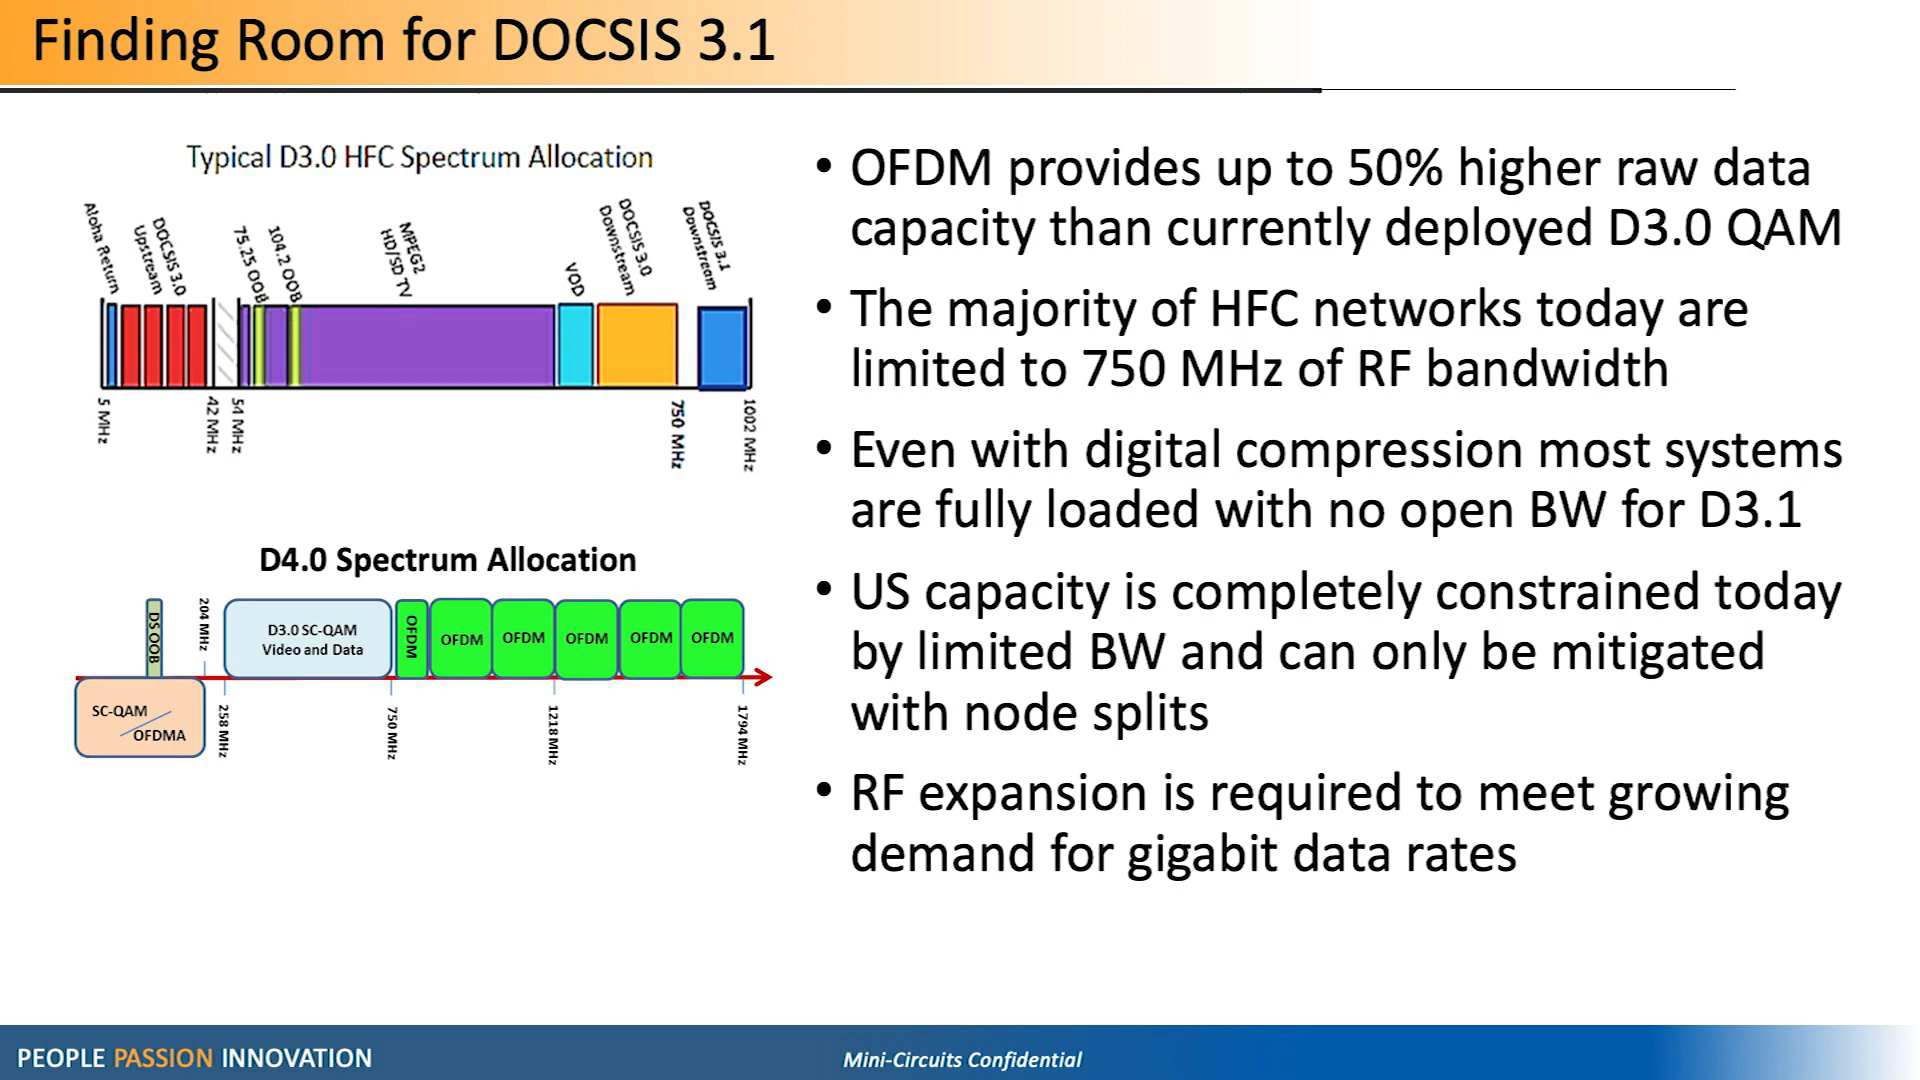 Finding Room for DOCSIS 3.1
Typical D3.0 HFC Spectrum Allocation
Aloha Return
DOCSIS 3.0
Upstream
75.25 OOB
104.2 OOB
MPEG2
HD/SD TV
VOD
DOCSIS 3.0
Downstream
DOCSIS 3.1
Downstream
5 MHz
42 MHz
54 MHz
750 MHz
1002 MHz
D4.0 Spectrum Allocation
DS OOB
204 MHz
D3.0 SC-QAM
Video and Data
OFDM
OFDM
OFDM
OFDM
OFDM
OFDM
SC-QAM
OFDMA
258 MHz
750 MHz
1218 MHz
1794 MHz
• OFDM provides up to 50% higher raw data
capacity than currently deployed D3.0 QAM
• The majority of HFC networks today are
limited to 750 MHz of RF bandwidth
• Even with digital compression most systems
are fully loaded with no open BW for D3.1
• US capacity is completely constrained today
by limited BW and can only be mitigated
with node splits
• RF expansion is required to meet growing
demand for gigabit data rates
PEOPLE PASSION INNOVATION
Mini-Circuits Confidential